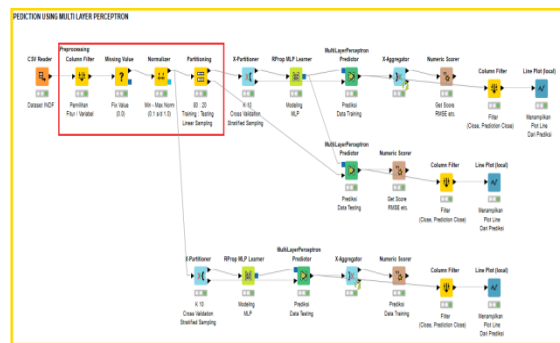 PEDICTION USING MULTI LAYER PERCEPTRON
Preprocessing
CSV Reader
Column Filter
Missing Value
Normalizer
Partitioning
X-Partitioner
RProp MLP Learner
MultiLayerPerceptron
Predictor
X-Aggregator
Numeric Scorer
Column Filter
Line Plot (local)
Dataset INDF
Pemilihan
Fitur / Variabel
Fix Value
(0.0)
Min - Max Norm
(0.1 s/d 1.0)
80 : 20
Training : Testing
Linear Sampling
K 10
Cross Validation
Stratified Sampling
Modeling
MLP
Prediksi
Data Training
Get Score
RMSE etc.
Filter
(Close, Prediction Close)
Menampilkan
Plot Line
Dari Prediksi
MultiLayerPerceptron
Predictor
Numeric Scorer
Column Filter
Line Plot (local)
Prediksi
Data Testing
Get Score
RMSE etc.
Filter
(Close, Prediction Close)
Menampilkan
Plot Line
Dari Prediksi
X-Partitioner
RProp MLP Learner
MultiLayerPerceptron
Predictor
X-Aggregator
Numeric Scorer
Column Filter
Line Plot (local)
K 10
Cross Validation
Stratified Sampling
Modeling
MLP
Prediksi
Data Testing
Prediksi
Data Training
Filter
(Close, Prediction Close)
Menampilkan
Plot Line
Dari Prediksi